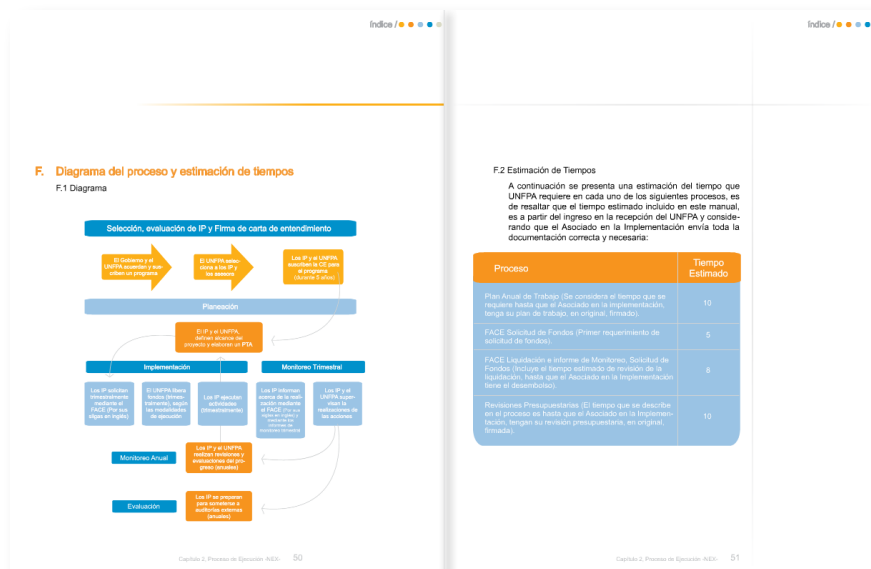 Índice /
F. Diagrama del proceso y estimación de tiempos
F.1 Diagrama
Selección, evaluación de IP y Firma de carta de entendimiento
El Gobierno y el
UNFPA acuerdan y sus-
criben un programa
El UNFPA selec-
ciona a los IP y
los asesora
Los IP y el UNFPA
suscriben la CE para
el programa
(durante 5 años)
Planeación
El IP y el UNFPA,
definen alcance del
proyecto y elaboran un PTA
Implementación
Monitoreo Trimestral
Los IP solicitan
trimestralmente
mediante el
FACE (Por sus
siglas en inglés)
El UNFPA libera
fondos (trimes-
tralmente), según
las modalidades
de ejecución
Los IP ejecutan
actividades
(trimestralmente)
Los IP informan
acerca de la reali-
zación mediante
el FACE (Por sus
siglas en inglés) y
mediante los
informes de
Avances trimestral
Los IP y el
UNFPA super-
visan la
realizaciones de
las acciones
Monitoreo Anual
Los IP y el UNFPA
realizan revisiones y
evaluaciones del pro-
greso (anuales)
Evaluación
Los IP se preparan
para someterse a
auditorías externas
(anuales)
Capítulo 2. Proceso de Ejecución -NEX- 50
Índice /
F.2 Estimación de Tiempos
A continuación se presenta una estimación del tiempo que
UNFPA requiere en cada uno de los siguientes procesos, es
de resaltar que el tiempo estimado incluido en este manual,
es a partir del ingreso en la recepción del UNFPA y conside-
rando que el Asociado en la Implementación envía toda la
documentación correcta y necesaria:
Proceso
Tiempo
Estimado
Plan Anual de Trabajo (Se considera el tiempo que se
requiere hasta que el Asociado en la implementación,
tenga su plan de trabajo, en original, firmado).
10
FACE Solicitud de Fondos (Primer requerimiento de
solicitud de fondos).
5
FACE Liquidación e informe de Monitoreo, Solicitud de
Fondos (Incluye el tiempo estimado de revisión de la
liquidación, hasta que el Asociado en la Implementación
tiene el desembolso).
8
Revisiones Presupuestarias (El tiempo que se describe
en el proceso es hasta que el Asociado en la Implemen-
tación, tengan su revisión presupuestaria, en original,
firmada).
10
Capítulo 2. Proceso de Ejecución -NEX- 51